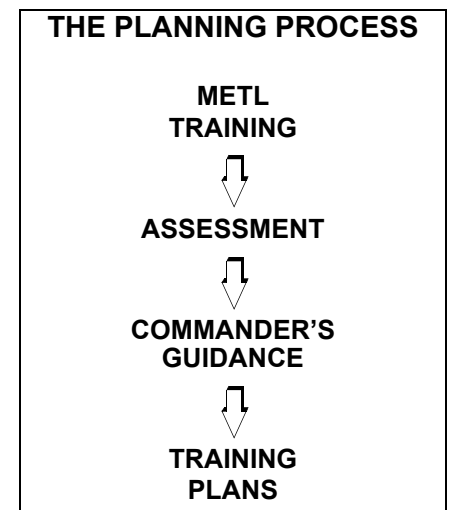 THE PLANNING PROCESS
METL
TRAINING
ASSESSMENT
COMMANDER'S
GUIDANCE
TRAINING
PLANS